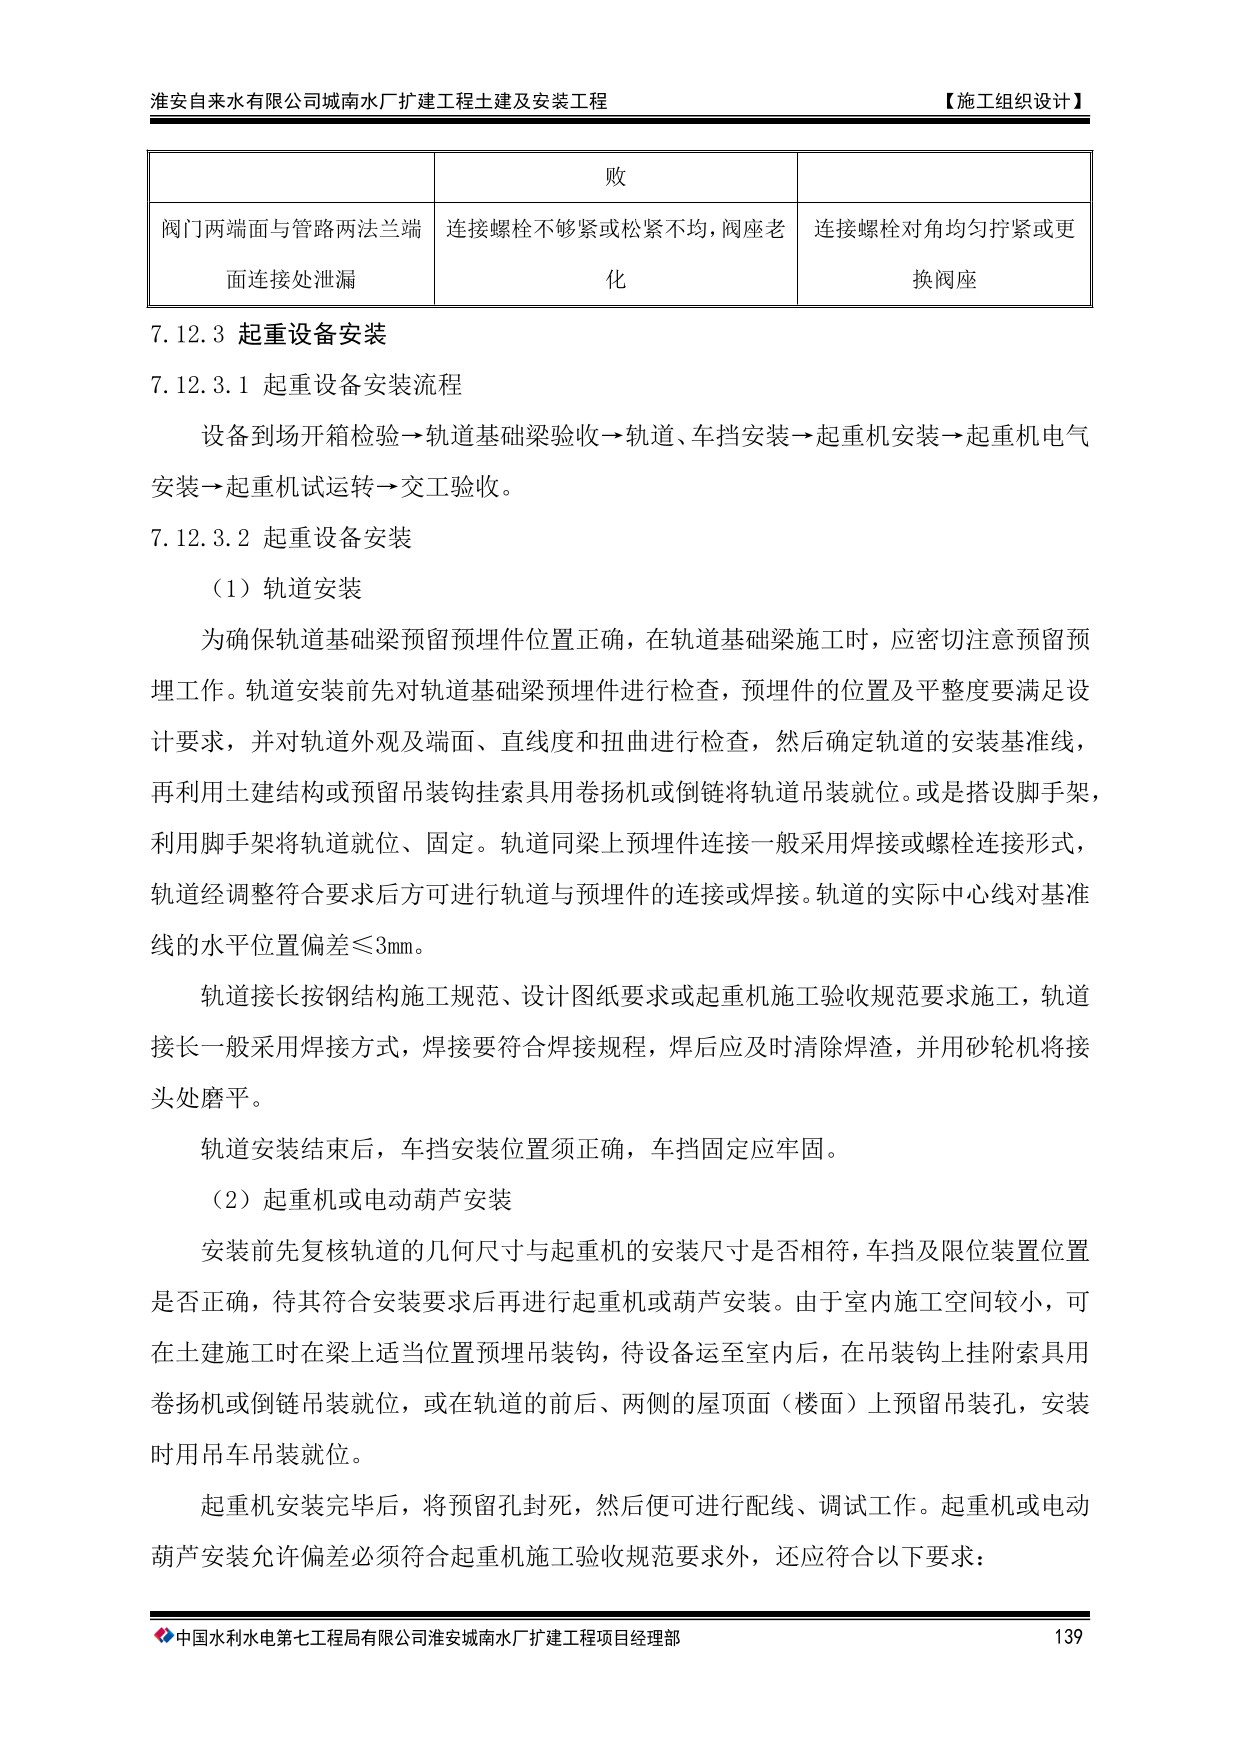 淮安自来水有限公司城南水厂扩建工程土建及安装工程 【施工组织设计】
败
阀门两端面与管路两法兰端 连接螺栓不够紧或松紧不均，阀座老 连接螺栓对角均匀拧紧或更
面连接处泄漏 化 换阀座
7.12.3 起重设备安装
7.12.3.1 起重设备安装流程
设备到场开箱检验→轨道基础梁验收→轨道、车挡安装→起重机安装→起重机电气
安装→起重机试运转→交工验收。
7.12.3.2 起重设备安装
（1）轨道安装
为确保轨道基础梁预留预埋件位置正确，在轨道基础梁施工时，应密切注意预留预
埋工作。轨道安装前先对轨道基础梁预埋件进行检查，预埋件的位置及平整度要满足设
计要求，并对轨道外观及端面、直线度和扭曲进行检查，然后确定轨道的安装基准线，
再利用土建结构或预留吊装钩挂索具用卷扬机或倒链将轨道吊装就位。或是搭设脚手架，
利用脚手架将轨道就位、固定。轨道同梁上预埋件连接一般采用焊接或螺栓连接形式，
轨道经调整符合要求后方可进行轨道与预埋件的连接或焊接。轨道的实际中心线对基准
线的水平位置偏差≤3mm。
轨道接长按钢结构施工规范、设计图纸要求或起重机施工验收规范要求施工，轨道
接长一般采用焊接方式，焊接要符合焊接规程，焊后应及时清除焊渣，并用砂轮机将接
头处磨平。
轨道安装结束后，车挡安装位置须正确，车挡固定应牢固。
（2）起重机或电动葫芦安装
安装前先复核轨道的几何尺寸与起重机的安装尺寸是否相符，车挡及限位装置位置
是否正确，待其符合安装要求后再进行起重机或葫芦安装。由于室内施工空间较小，可
在土建施工时在梁上适当位置预埋吊装钩，待设备运至室内后，在吊装钩上挂附索具用
卷扬机或倒链吊装就位，或在轨道的前后、两侧的屋顶面（楼面）上预留吊装孔，安装
时用吊车吊装就位。
起重机安装完毕后，将预留孔封死，然后便可进行配线、调试工作。起重机或电动
葫芦安装允许偏差必须符合起重机施工验收规范要求外，还应符合以下要求：
中国水利水电第七工程局有限公司淮安城南水厂扩建工程项目经理部 139